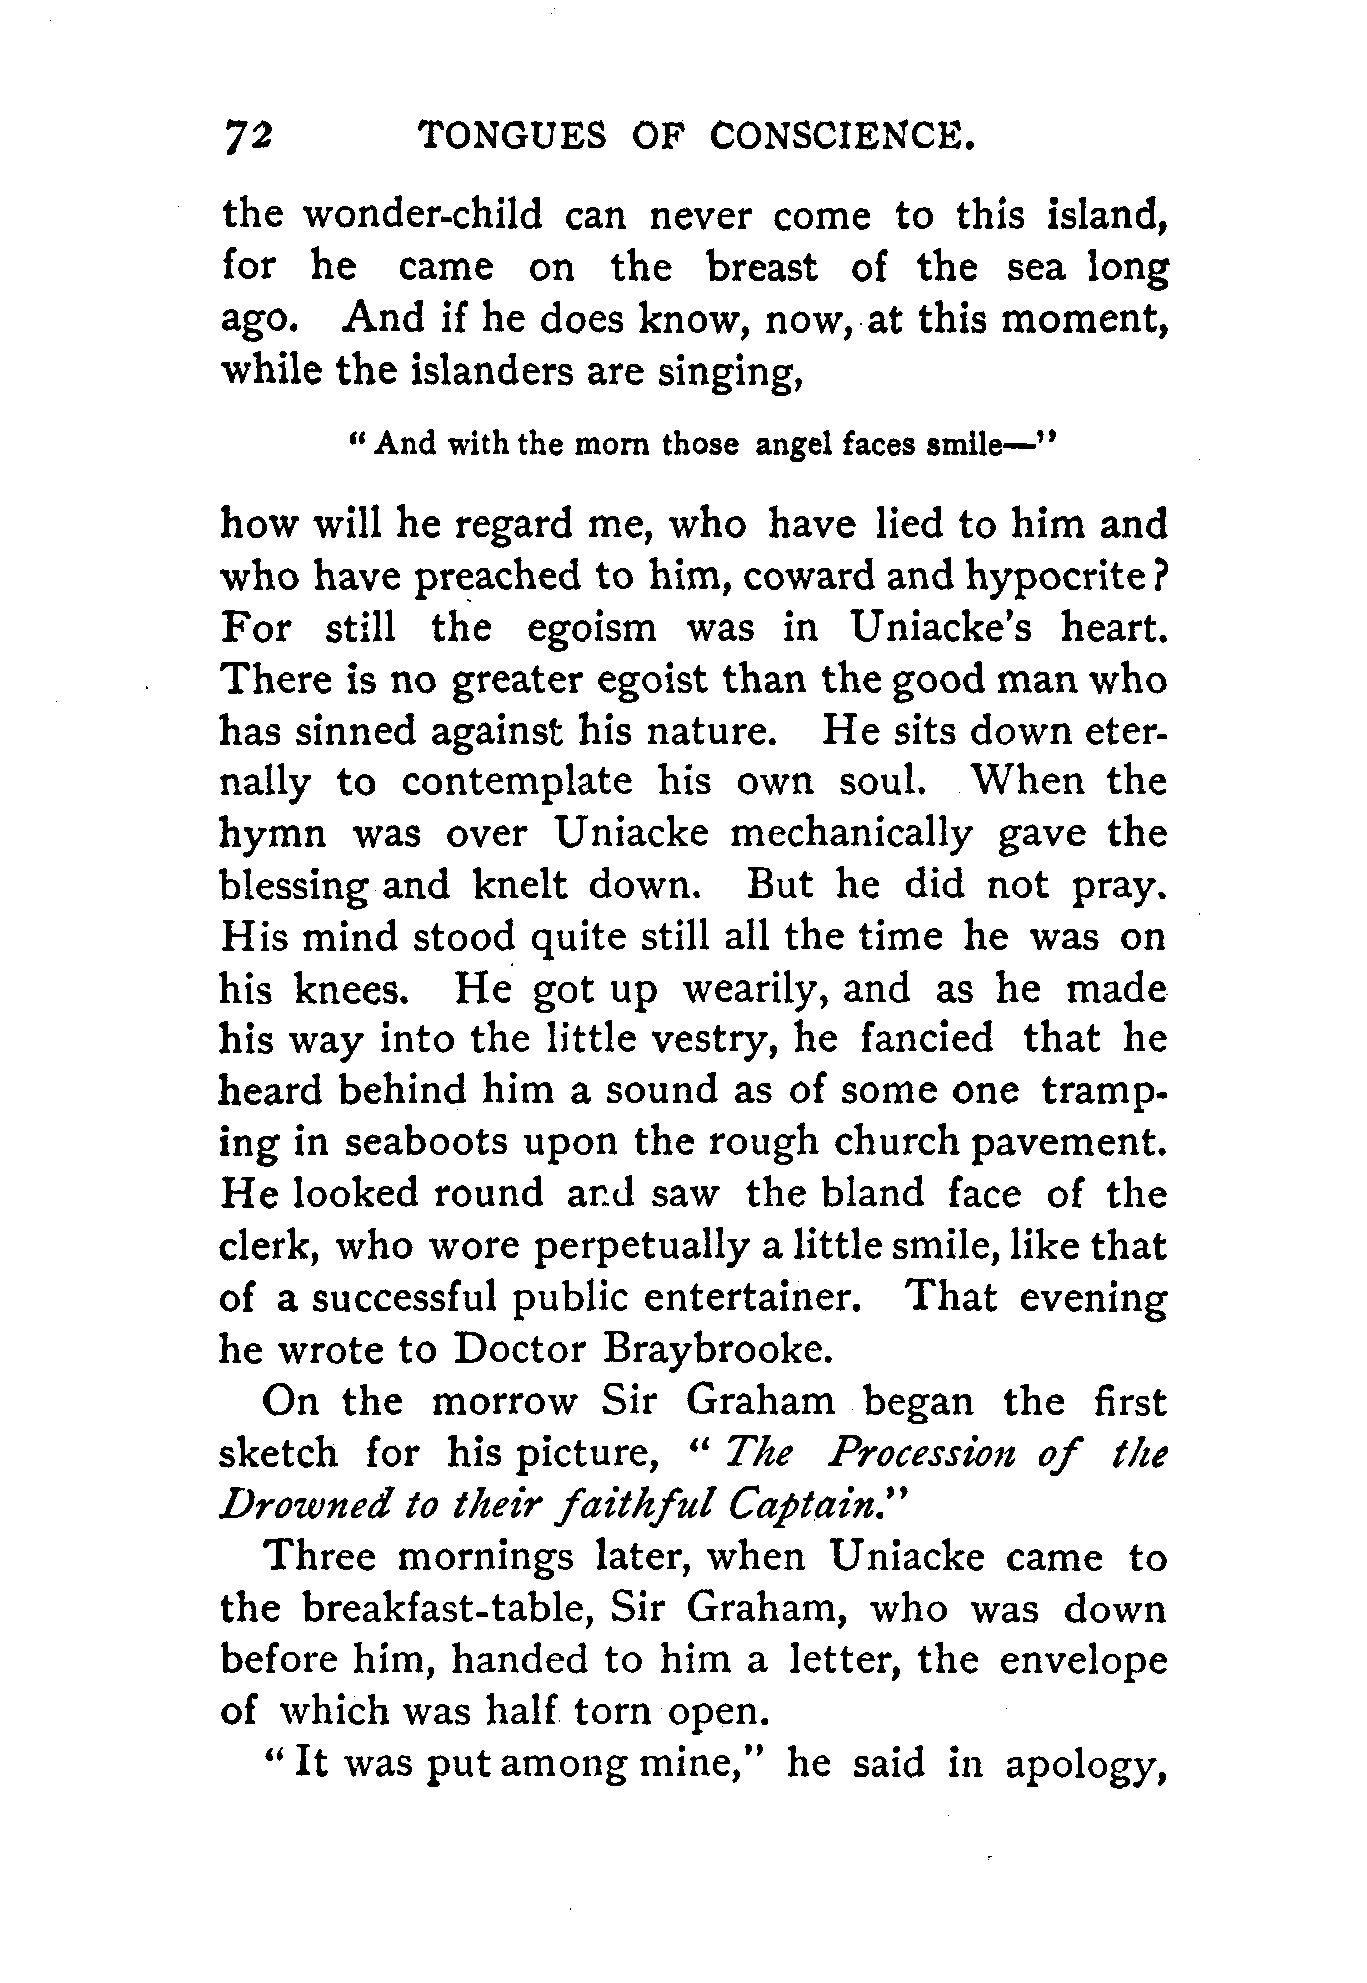 72 TONGUES OF CONSCIENCE.
the wonder-child can never come to this island,
for he came on the breast of the sea long
ago. And if he does know, now, at this moment,
while the islanders are singing,
“And with the morn those angel faces smile—”
how will he regard me, who have lied to him and
who have preached to him, coward and hypocrite?
For still the egoism was in Uniacke's heart.
There is no greater egoist than the good man who
has sinned against his nature. He sits down eter-
nally to contemplate his own soul. When the
hymn was over Uniacke mechanically gave the
blessing and knelt down. But he did not pray.
His mind stood quite still all the time he was on
his knees. He got up wearily, and as he made
his way into the little vestry, he fancied that he
heard behind him a sound as of some one tramp-
ing in seaboots upon the rough church pavement.
He looked round and saw the bland face of the
clerk, who wore perpetually a little smile, like that
of a successful public entertainer. That evening
he wrote to Doctor Braybrooke.
On the morrow Sir Graham began the first
sketch for his picture, “The Procession of the
Drowned to their faithful Captain.”
Three mornings later, when Uniacke came to
the breakfast-table, Sir Graham, who was down
before him, handed to him a letter, the envelope
of which was half torn open.
“It was put among mine,” he said in apology,